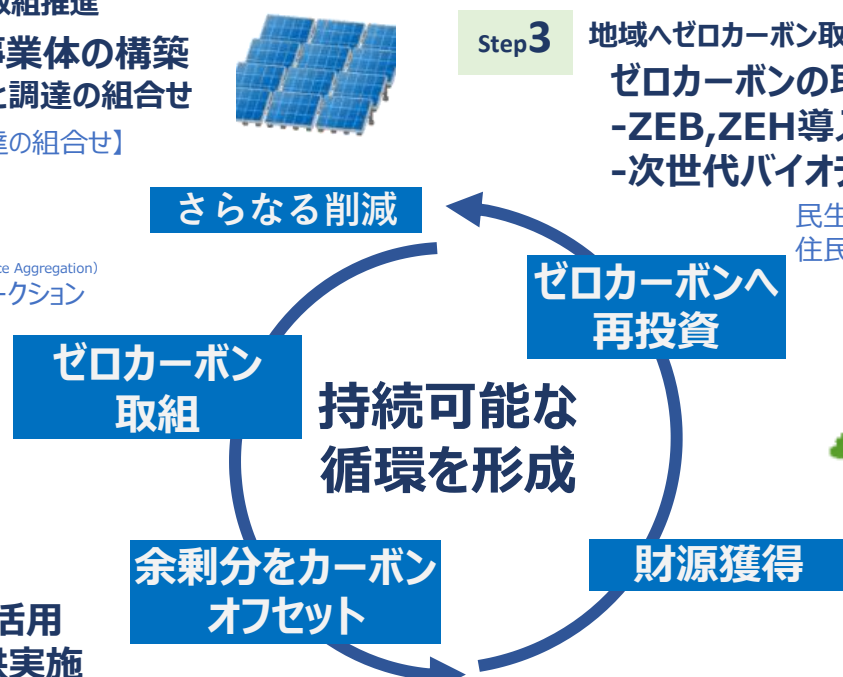 取組推進
事業体の構築
と調達の組合せ
達の組合せ】
ce Aggregation)
ークション
Step3
地域へゼロカーボン取
ゼロカーボンの取
-ZEB,ZEH導入
-次世代バイオデ
民生
住民
さらなる削減
ゼロカーボンへ
再投資
ゼロカーボン
取組
持続可能な
循環を形成
余剰分をカーボン
オフセット
財源獲得
活用
実施